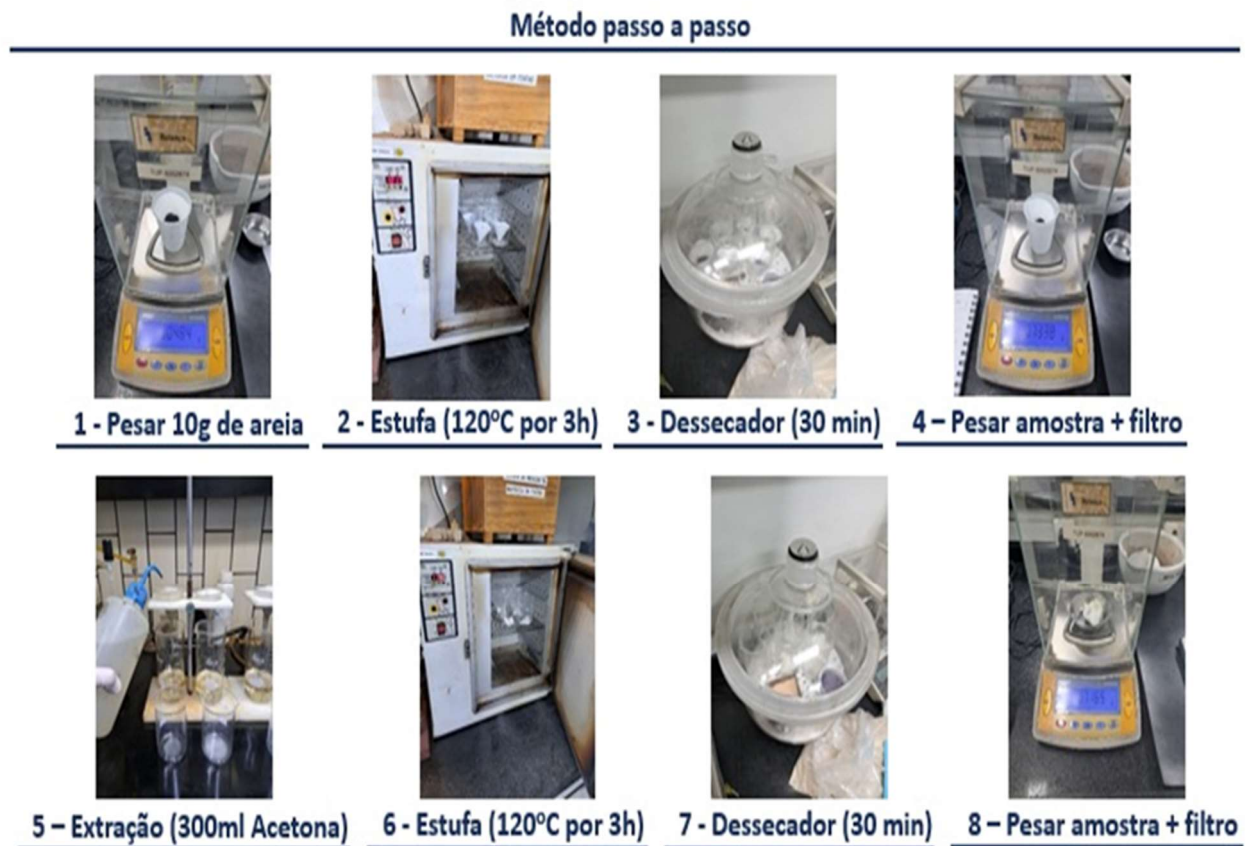 Método passo a passo
1 - Pesar 10g de areia
2 - Estufa (120ºC por 3h)
3 - Dessecador (30 min)
4 – Pesar amostra + filtro
5 – Extração (300ml Acetona)
6 - Estufa (120ºC por 3h)
7 - Dessecador (30 min)
8 – Pesar amostra + filtro